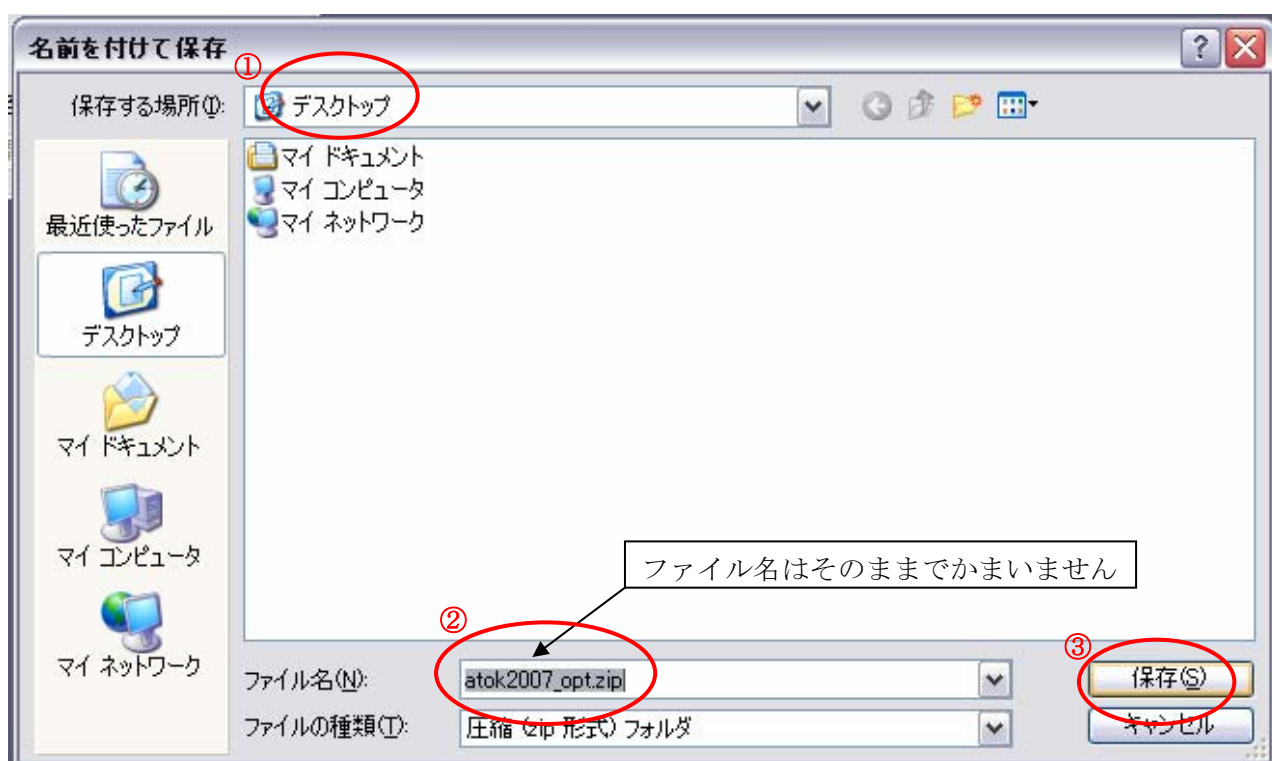 名前を付けて保存
①
保存する場所(I):
デスクトップ
マイ ドキュメント
マイ コンピュータ
マイ ネットワーク
最近使ったファイル
デスクトップ
マイ ドキュメント
マイ コンピュータ
マイ ネットワーク
ファイル名はそのままでかまいません
②
③
ファイル名(N):
atok2007_opt.zip
保存(S)
ファイルの種類(T):
圧縮 (zip 形式) フォルダ
キャンセル